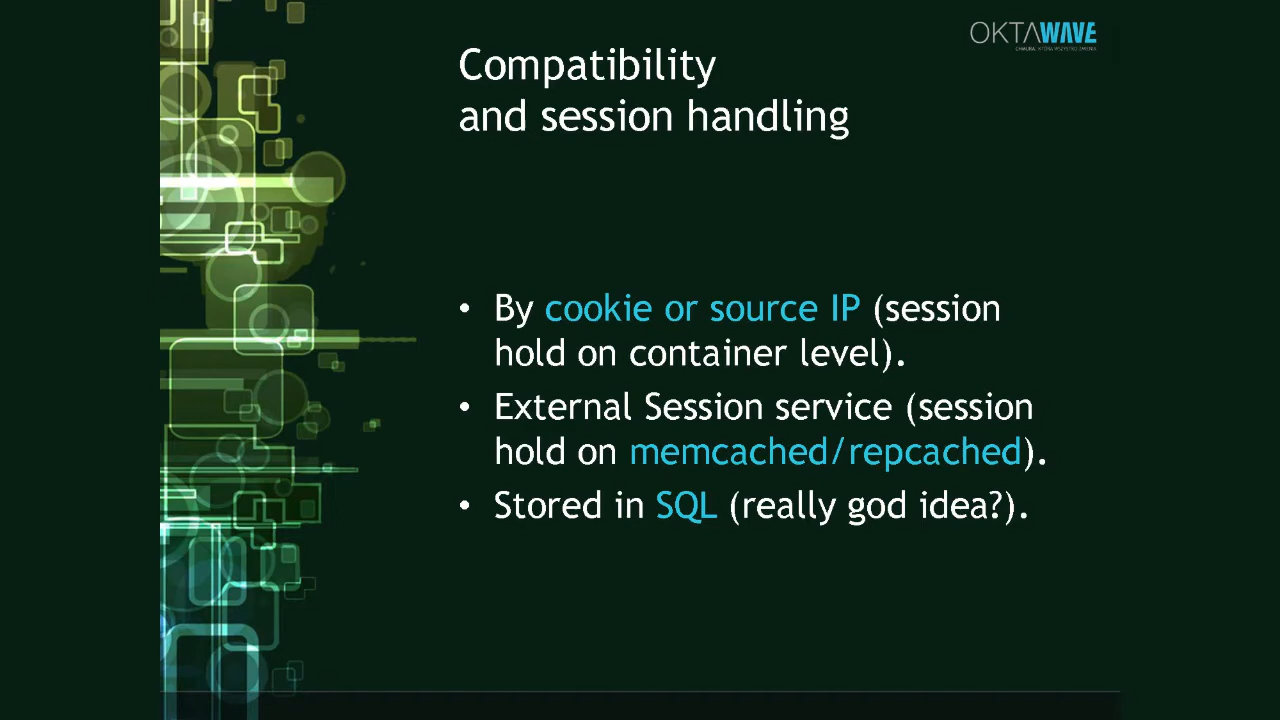 OKTAWAVE
Compatibility
and session handling
• By cookie or source IP (session
hold on container level).
• External Session service (session
hold on memcached/repcached).
• Stored in SQL (really god idea?).